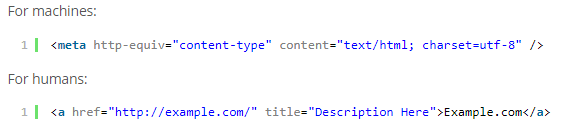 For machines:
1 <meta http-equiv="content-type" content="text/html; charset=utf-8" />
For humans:
1 <a href="http://example.com/" title="Description Here">Example.com</a>